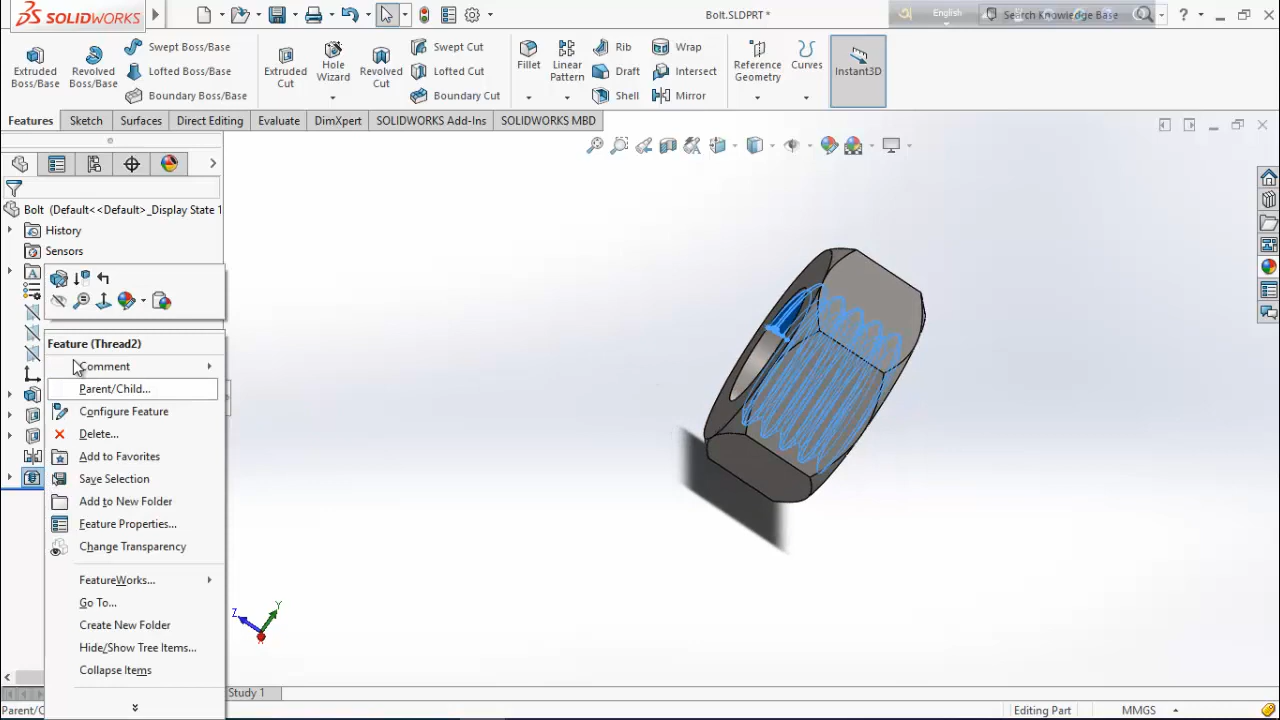 SOLIDWORKS
Bolt.SLDPRT *
English
Search Knowledge Base
?
Extruded Boss/Base
Revolved Boss/Base
Swept Boss/Base
Lofted Boss/Base
Boundary Boss/Base
Extruded Cut
Hole Wizard
Revolved Cut
Swept Cut
Lofted Cut
Boundary Cut
Fillet
Linear Pattern
Rib
Draft
Shell
Wrap
Intersect
Mirror
Reference Geometry
Curves
Instant3D
Features
Sketch
Surfaces
Direct Editing
Evaluate
DimXpert
SOLIDWORKS Add-Ins
SOLIDWORKS MBD
Bolt (Default<<Default>_Display State 1
History
Sensors
A
Feature (Thread2)
Comment
Parent/Child...
Configure Feature
Delete...
Add to Favorites
Save Selection
Add to New Folder
Feature Properties...
Change Transparency
FeatureWorks...
Go To...
Create New Folder
Hide/Show Tree Items...
Collapse Items
Z
Y
Study 1
Parent/C
Editing Part
MMGS